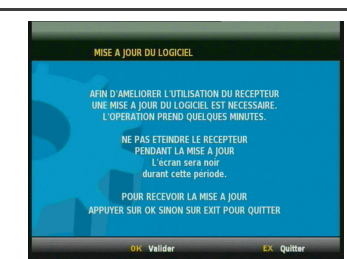 MISE A JOUR DU LOGICIEL
AFIN D'AMELIORER L'UTILISATION DU RECEPTEUR
UNE MISE A JOUR DU LOGICIEL EST NECESSAIRE.
L'OPERATION PREND QUELQUES MINUTES.
NE PAS ETEINDRE LE RECEPTEUR
PENDANT LA MISE A JOUR
L'écran sera noir
durant cette période.
POUR RECEVOIR LA MISE A JOUR
APPUYER SUR OK SINON SUR EXIT POUR QUITTER
OK Valider EX Quitter